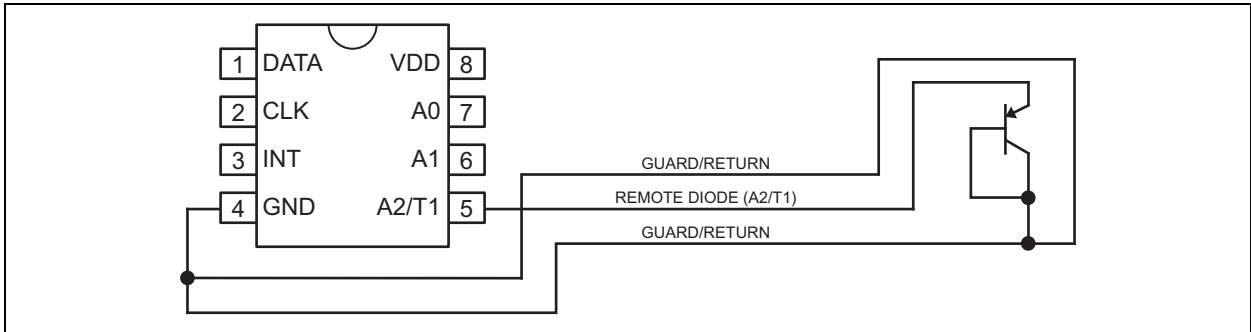 1 DATA VDD 8
2 CLK A0 7
3 INT A1 6
4 GND A2/T1 5
GUARD/RETURN
REMOTE DIODE (A2/T1)
GUARD/RETURN